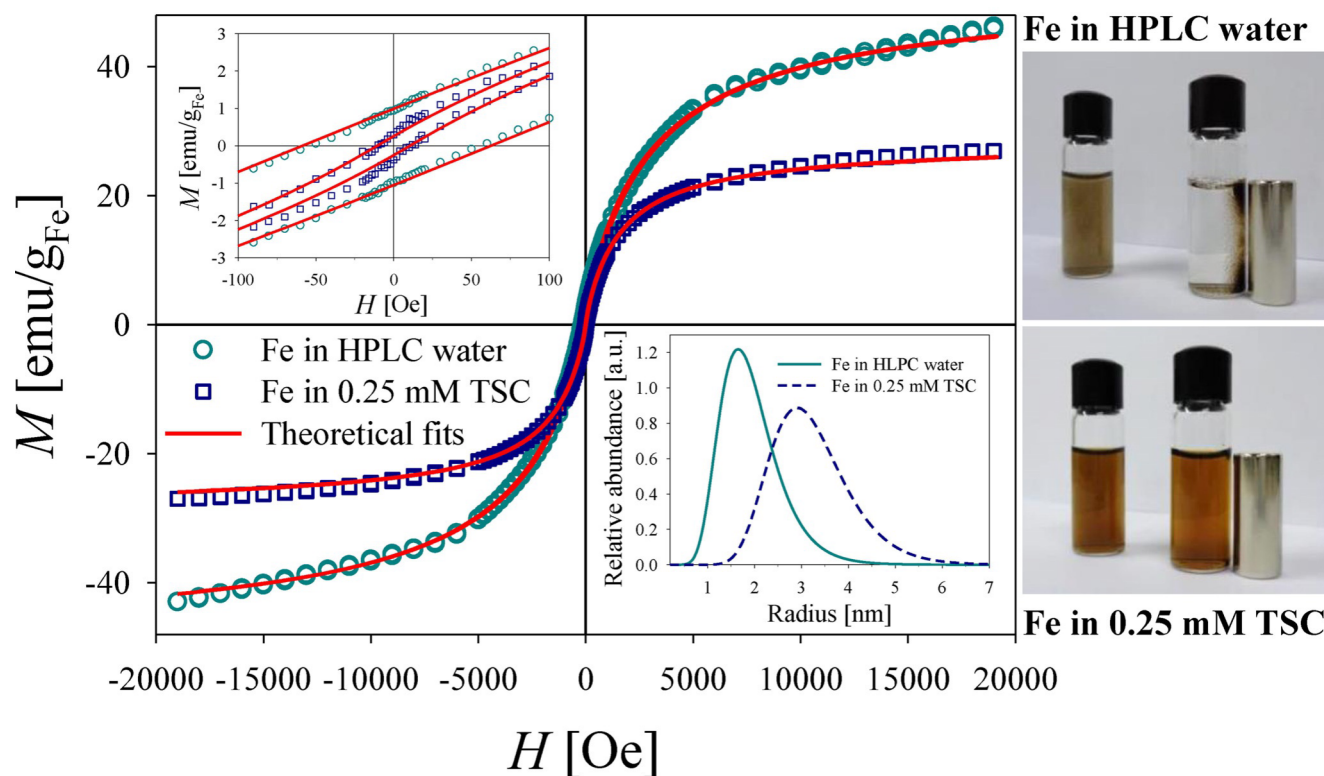 M [emu/gFe]
40
20
0
-20
-40
-20000 -15000 -10000 -5000 0 5000 10000 15000 20000
H [Oe]
3
2
1
0
-1
-2
-3
M [emu/gFe]
-100 -50 0 50 100
H [Oe]
Fe in HPLC water
Fe in 0.25 mM TSC
Theoretical fits
Relative abundance [a.u.]
1.2
1.0
0.8
0.6
0.4
0.2
0.0
1 2 3 4 5 6 7
Radius [nm]
Fe in HLPC water
Fe in 0.25 mM TSC
Fe in HPLC water
Fe in 0.25 mM TSC